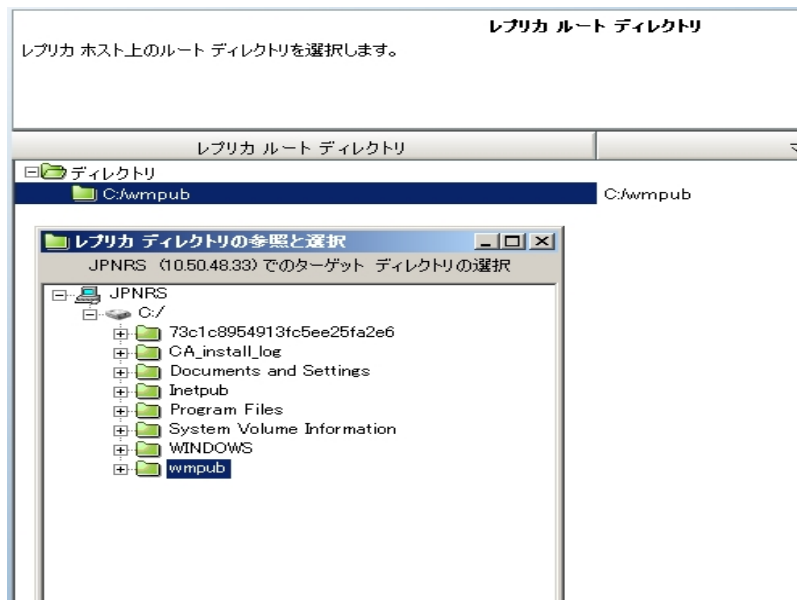 レプリカ ルート ディレクトリ
レプリカ ホスト上のルート ディレクトリを選択します。
レプリカ ルート ディレクトリ
ディレクトリ
C:/wmpub C:/wmpub
レプリカ ディレクトリの参照と選択
JPNRS (10.50.48.33) でのターゲット ディレクトリの選択
JPNRS
C:/
73c1c8954913fc5ee25fa2e6
CA_install_log
Documents and Settings
Inetpub
Program Files
System Volume Information
WINDOWS
wmpub